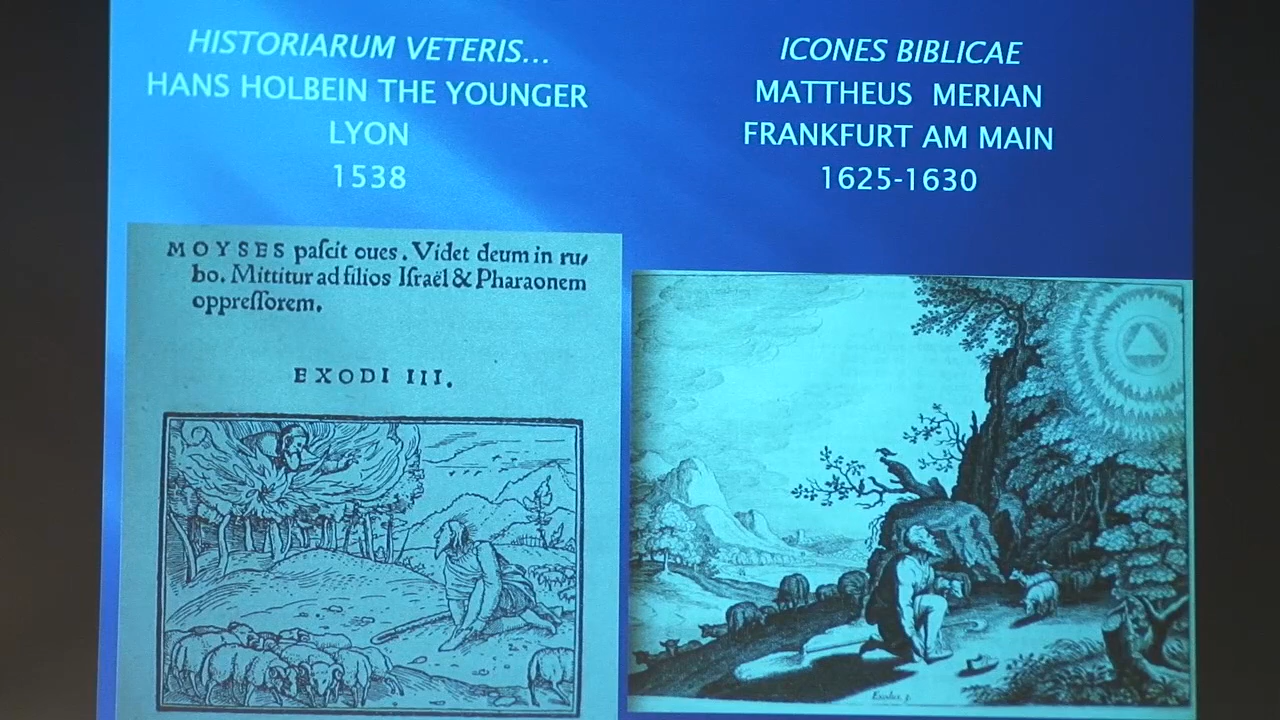 HISTORIARUM VETERIS...
HANS HOLBEIN THE YOUNGER
LYON
1538
ICONES BIBLICAE
MATTHEUS MERIAN
FRANKFURT AM MAIN
1625-1630
MOYSES paſcit oues. Videt deum in ru,
bo. Mittitur ad filios Iſraël & Pharaonem
oppreſſorem.
EXODI III.